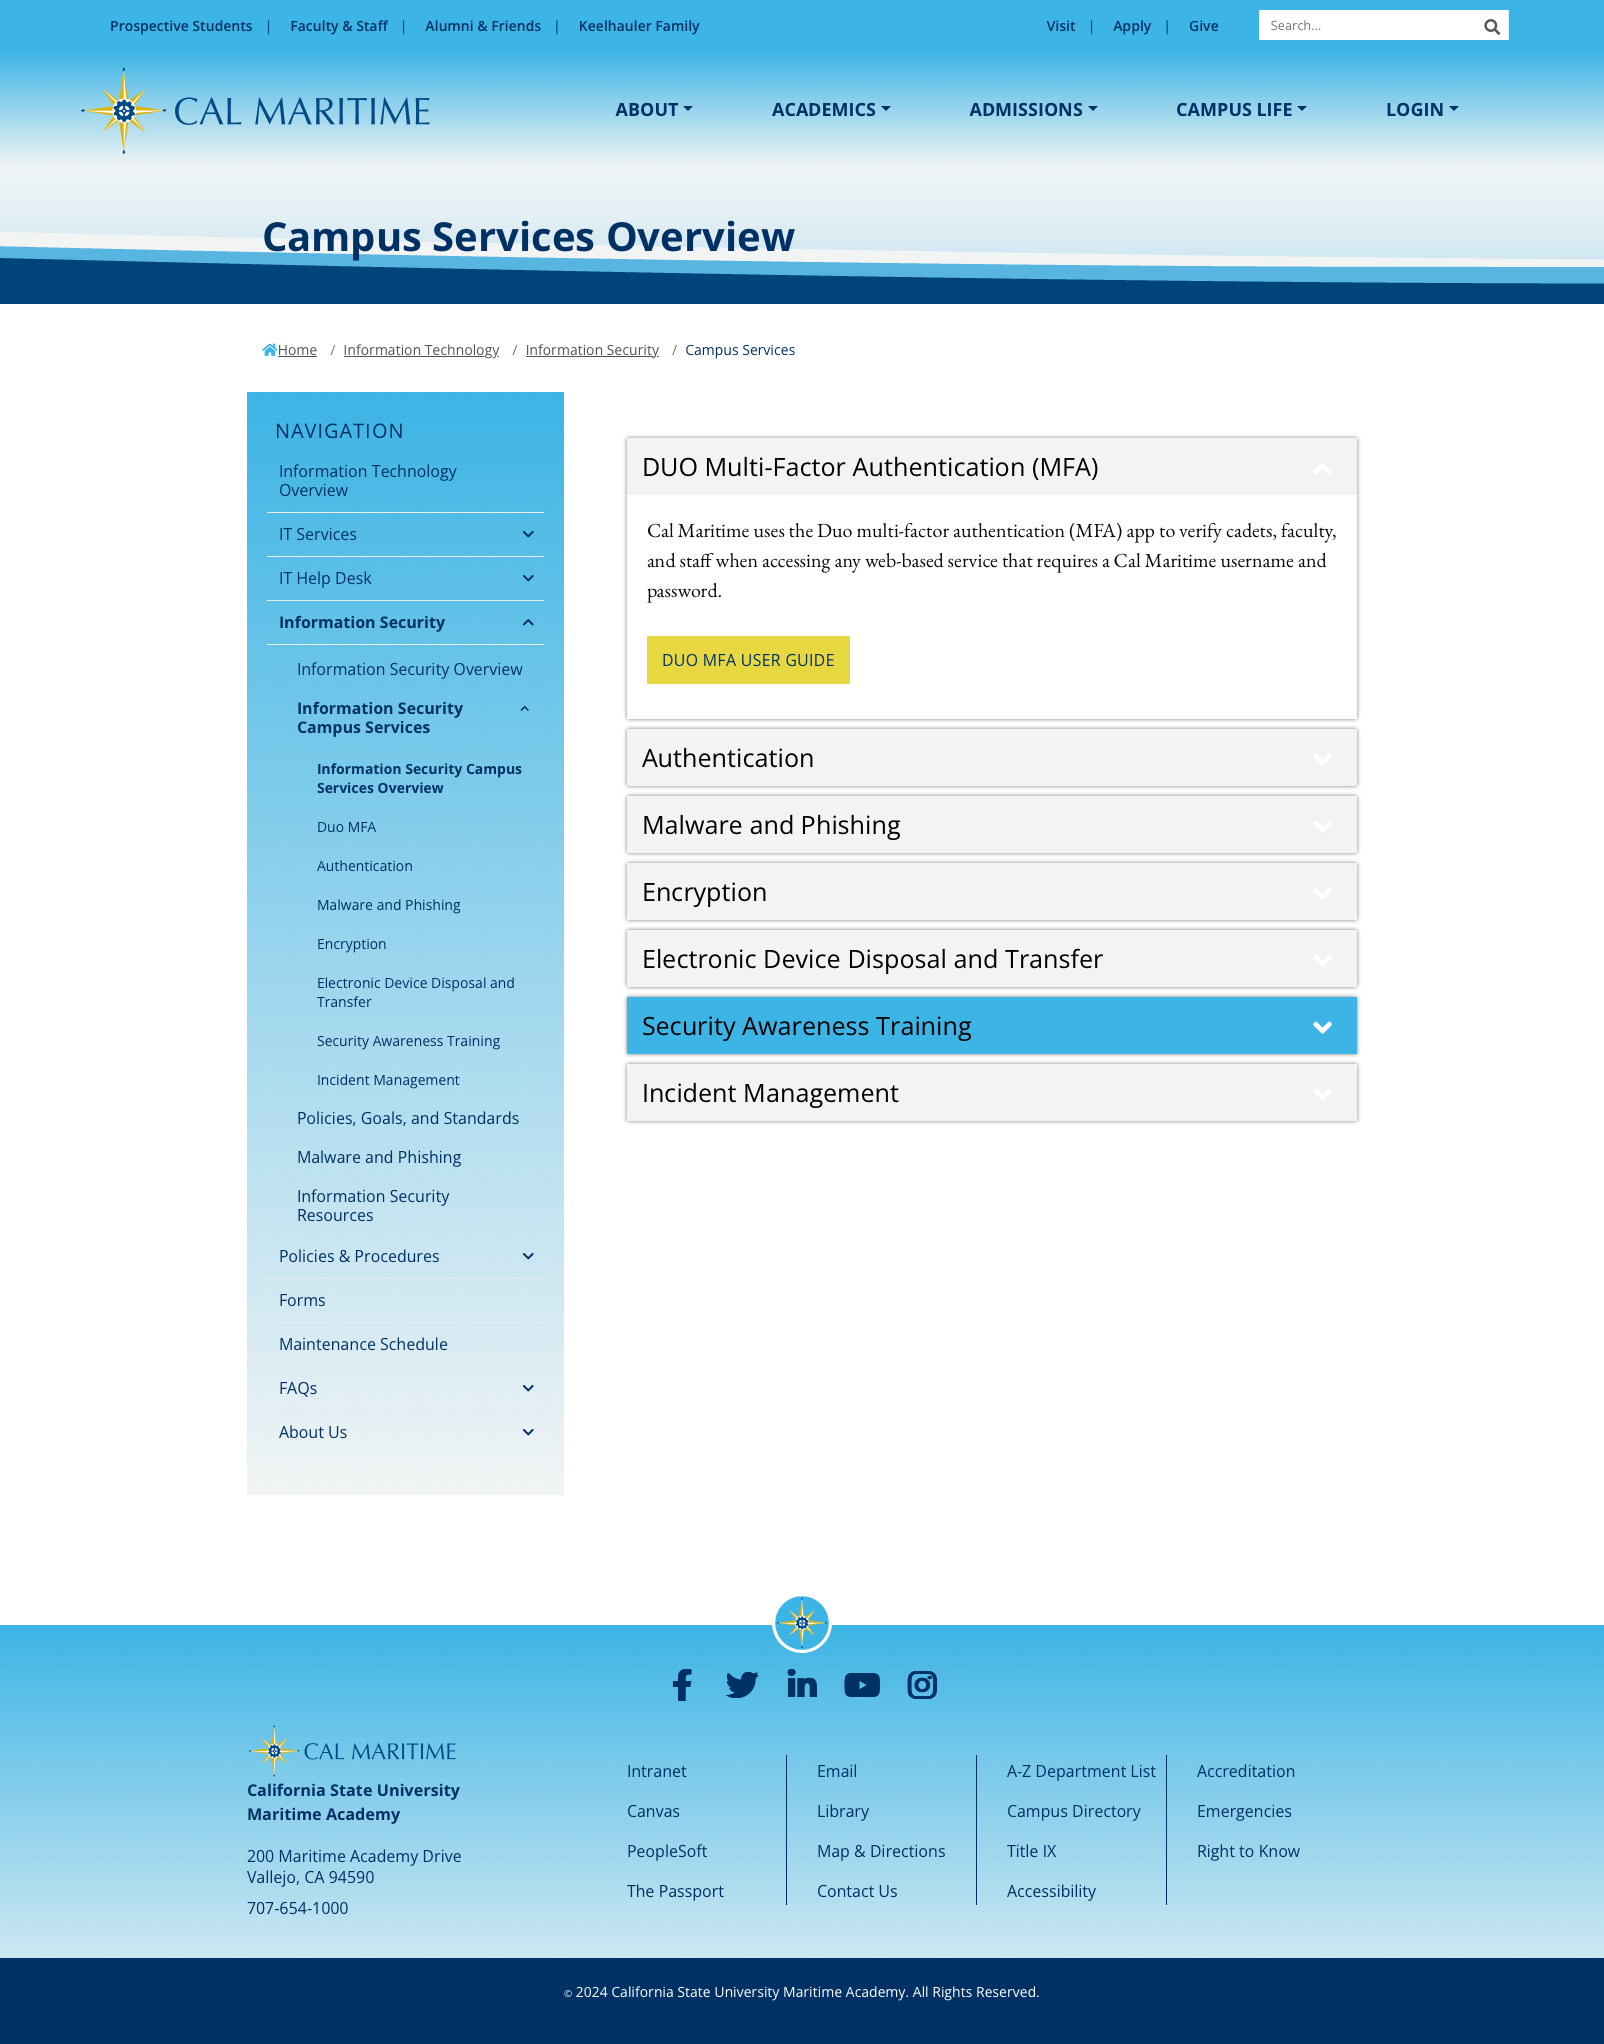 Prospective Students | Faculty & Staff | Alumni & Friends | Keelhauler Family
Visit | Apply | Give
Search...
CAL MARITIME
ABOUT
ACADEMICS
ADMISSIONS
CAMPUS LIFE
LOGIN
Campus Services Overview
Home / Information Technology / Information Security / Campus Services
NAVIGATION
Information Technology
Overview
IT Services
IT Help Desk
Information Security
Information Security Overview
Information Security
Campus Services
Information Security Campus
Services Overview
Duo MFA
Authentication
Malware and Phishing
Encryption
Electronic Device Disposal and
Transfer
Security Awareness Training
Incident Management
Policies, Goals, and Standards
Malware and Phishing
Information Security
Resources
Policies & Procedures
Forms
Maintenance Schedule
FAQs
About Us
DUO Multi-Factor Authentication (MFA)
Cal Maritime uses the Duo multi-factor authentication (MFA) app to verify cadets, faculty,
and staff when accessing any web-based service that requires a Cal Maritime username and
password.
DUO MFA USER GUIDE
Authentication
Malware and Phishing
Encryption
Electronic Device Disposal and Transfer
Security Awareness Training
Incident Management
CAL MARITIME
California State University
Maritime Academy
200 Maritime Academy Drive
Vallejo, CA 94590
707-654-1000
Intranet
Canvas
PeopleSoft
The Passport
Email
Library
Map & Directions
Contact Us
A-Z Department List
Campus Directory
Title IX
Accessibility
Accreditation
Emergencies
Right to Know
© 2024 California State University Maritime Academy. All Rights Reserved.